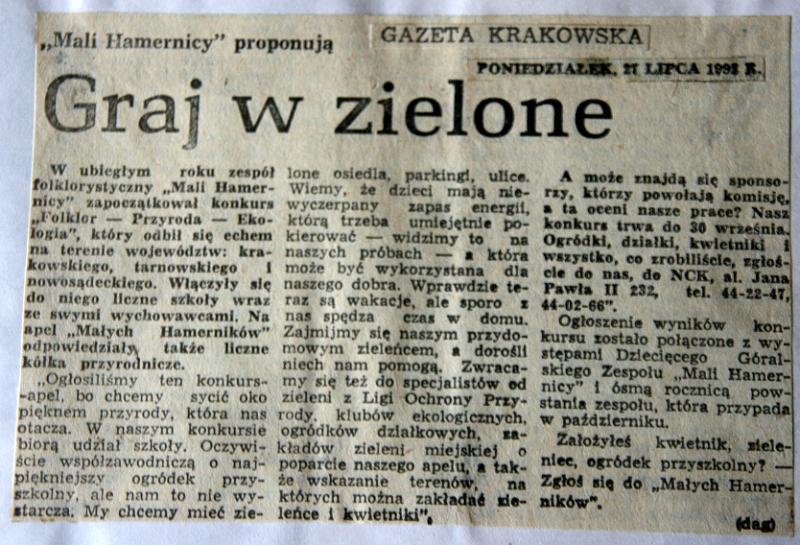 „Mali Hamernicy" proponują
GAZETA KRAKOWSKA
PONIEDZIAŁEK, 27 LIPCA 1992 R.
Graj w zielone
W ubiegłym roku zespół
folklorystyczny „Mali Hamer-
nicy" zapoczątkował konkurs
„Folklor — Przyroda — Eko-
logia", który odbił się echem
na terenie województw: kra-
kowskiego, tarnowskiego i
nowosądeckiego. Włączyły się
do niego liczne szkoły wraz
ze swymi wychowawcami. Na
apel „Małych Hamerników"
odpowiedziały także liczne
kółka przyrodnicze.
„Ogłosiliśmy ten konkurs-
-apel, bo chcemy sycić oko
pięknem przyrody, która nas
otacza. W naszym konkursie
biorą udział szkoły. Oczywi-
ście współzawodniczą o naj-
piękniejszy ogródek przy-
szkolny, ale nam to nie wy-
starcza. My chcemy mieć zie-
lone osiedla, parkingi, ulice.
Wiemy, że dzieci mają nie-
wyczerpany zapas energii,
którą trzeba umiejętnie po-
kierować — widzimy to na
naszych próbach — a która
może być wykorzystana dla
naszego dobra. Wprawdzie te-
raz są wakacje, ale sporo z
nas spędza czas w domu.
Zajmijmy się naszym przydo-
mowym zieleńcem, a dorośli
niech nam pomogą. Zwraca-
my się też do specjalistów od
zieleni z Ligi Ochrony Przy-
rody, klubów ekologicznych,
ogródków działkowych, za-
kładów zieleni miejskiej o
poparcie naszego apelu, a tak-
że wskazanie terenów, na
których można zakładać zie-
leńce i kwietniki".
A może znajdą się sponso-
rzy, którzy powołają komisję,
a ta oceni nasze prace? Nasz
konkurs trwa do 30 września.
Ogródki, działki, kwietniki i
wszystko, co zrobiliście, zgłoś-
cie do nas, do NCK, al. Jana
Pawła II 232, tel. 44-22-47,
44-02-66".
Ogłoszenie wyników kon-
kursu zostało połączone z wy-
stępami Dziecięcego Góral-
skiego Zespołu „Mali Hamer-
nicy" i ósmą rocznicą pow-
stania zespołu, która przypada
w październiku.
Założyłeś kwietnik, ziele-
niec, ogródek przyszkolny? —
Zgłoś się do „Małych Hamer-
ników".
(dag)